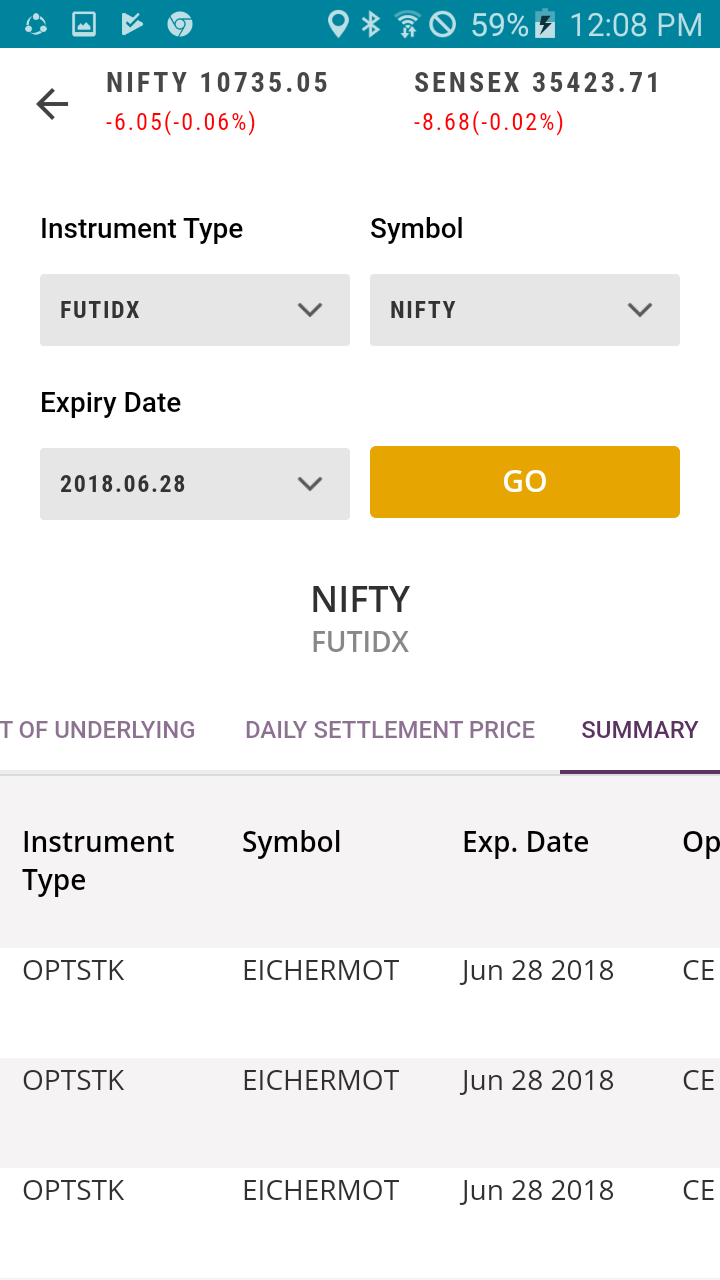 59% 12:08 PM
NIFTY 10735.05 SENSEX 35423.71
-6.05(-0.06%) -8.68(-0.02%)
Instrument Type Symbol
FUTIDX NIFTY
Expiry Date
2018.06.28 GO
NIFTY
FUTIDX
T OF UNDERLYING DAILY SETTLEMENT PRICE SUMMARY
Instrument Symbol Exp. Date Op
Type
OPTSTK EICHERMOT Jun 28 2018 CE
OPTSTK EICHERMOT Jun 28 2018 CE
OPTSTK EICHERMOT Jun 28 2018 CE